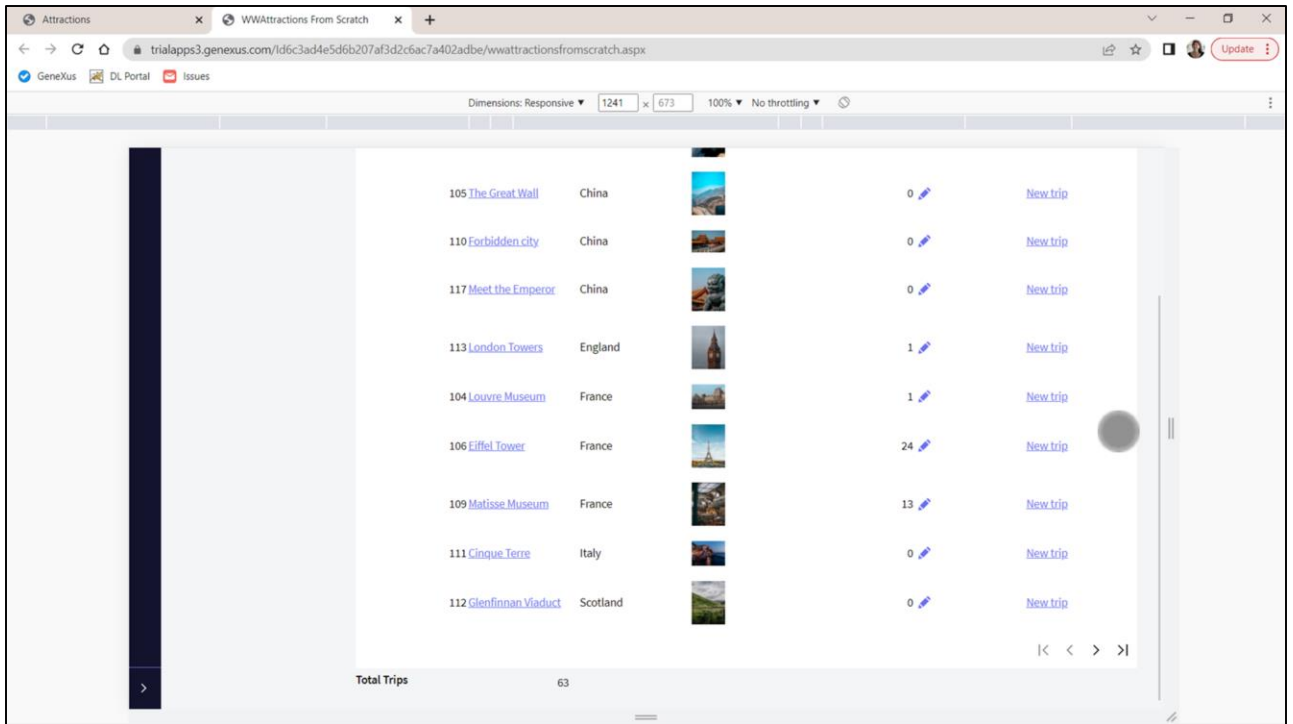 Attractions
WWAttractions From Scratch
trialapps3.genexus.com/Id6c3ad4e5d6b207af3d2c6ac7a402adbe/wwattractionsfromscratch.aspx
Update
GeneXus DL Portal Issues
Dimensions: Responsive ▼ 1241 x 673 100% ▼ No throttling ▼
105 The Great Wall China 0 New trip
110 Forbidden city China 0 New trip
117 Meet the Emperor China 0 New trip
113 London Towers England 1 New trip
104 Louvre Museum France 1 New trip
106 Eiffel Tower France 24 New trip
109 Matisse Museum France 13 New trip
111 Cinque Terre Italy 0 New trip
112 Glenfinnan Viaduct Scotland 0 New trip
Total Trips 63